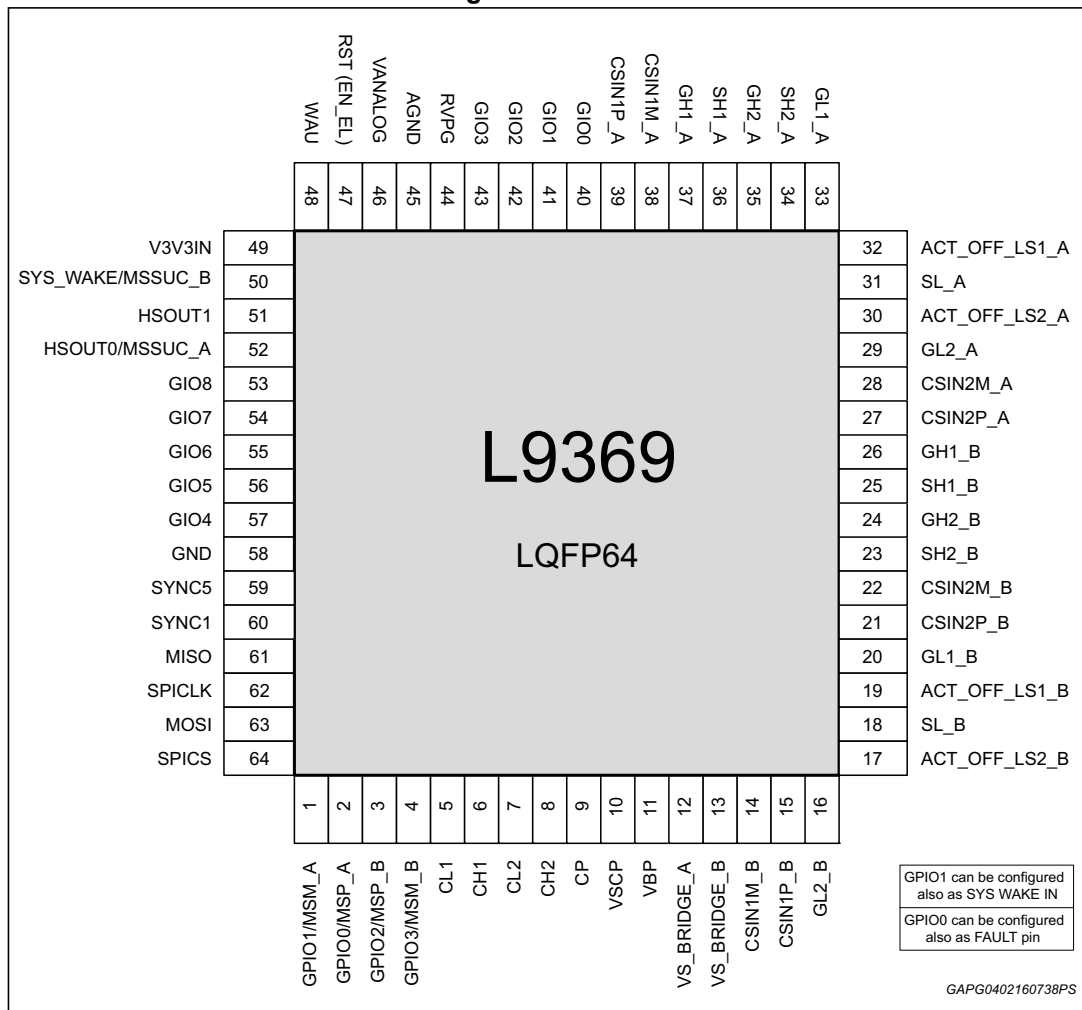 WAU
RST (EN_EL)
VANALOG
AGND
RVPG
GIO3
GIO2
GIO1
GIO0
CSIN1P_A
CSIN1M_A
GH1_A
SH1_A
GH2_A
SH2_A
GL1_A
48
47
46
45
44
43
42
41
40
39
38
37
36
35
34
33
V3V3IN 49
SYS_WAKE/MSSUC_B 50
HSOUT1 51
HSOUT0/MSSUC_A 52
GIO8 53
GIO7 54
GIO6 55
GIO5 56
GIO4 57
GND 58
SYNC5 59
SYNC1 60
MISO 61
SPICLK 62
MOSI 63
SPICS 64
L9369
LQFP64
32 ACT_OFF_LS1_A
31 SL_A
30 ACT_OFF_LS2_A
29 GL2_A
28 CSIN2M_A
27 CSIN2P_A
26 GH1_B
25 SH1_B
24 GH2_B
23 SH2_B
22 CSIN2M_B
21 CSIN2P_B
20 GL1_B
19 ACT_OFF_LS1_B
18 SL_B
17 ACT_OFF_LS2_B
1
2
3
4
5
6
7
8
9
10
11
12
13
14
15
16
GPIO1/MSM_A
GPIO0/MSP_A
GPIO2/MSP_B
GPIO3/MSM_B
CL1
CH1
CL2
CH2
CP
VSCP
VBP
VS_BRIDGE_A
VS_BRIDGE_B
CSIN1M_B
CSIN1P_B
GL2_B
GPIO1 can be configured
also as SYS WAKE IN
GPIO0 can be configured
also as FAULT pin
GAPG0402160738PS